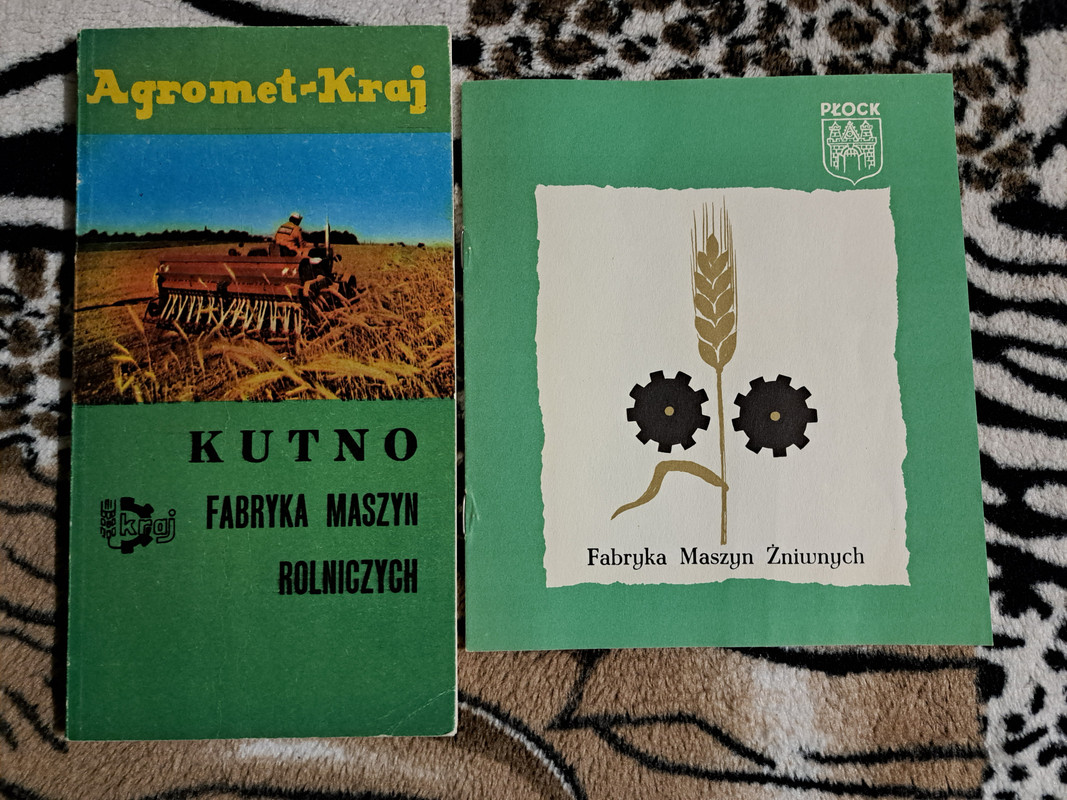 Agromet-Kraj
KUTNO
kraj
FABRYKA MASZYN
ROLNICZYCH
PŁOCK
Fabryka Maszyn Żniwnych